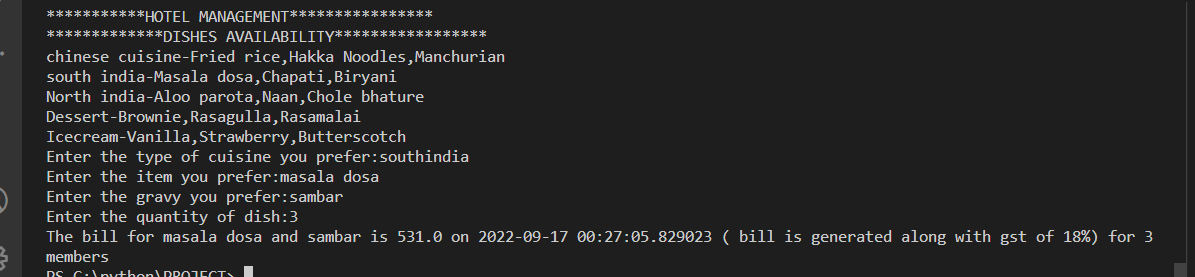 ***********HOTEL MANAGEMENT****************
*************DISHES AVAILABILITY*****************
chinese cuisine-Fried rice,Hakka Noodles,Manchurian
south india-Masala dosa,Chapati,Biryani
North india-Aloo parota,Naan,Chole bhature
Dessert-Brownie,Rasagulla,Rasamalai
Icecream-Vanilla,Strawberry,Butterscotch
Enter the type of cuisine you prefer:southindia
Enter the item you prefer:masala dosa
Enter the gravy you prefer:sambar
Enter the quantity of dish:3
The bill for masala dosa and sambar is 531.0 on 2022-09-17 00:27:05.829023 ( bill is generated along with gst of 18%) for 3
members
PS C:\python\PROJECT>